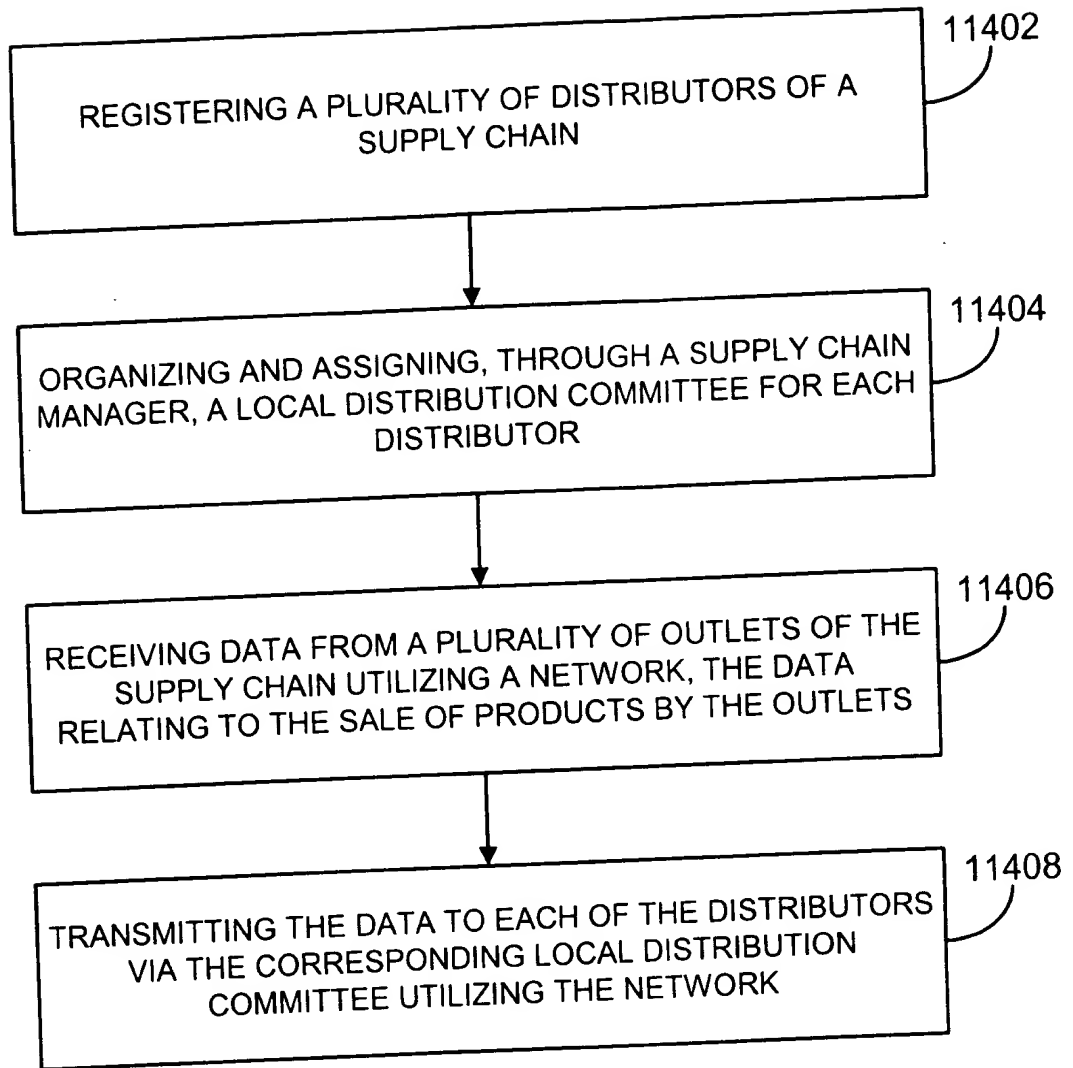 11402
REGISTERING A PLURALITY OF DISTRIBUTORS OF A
SUPPLY CHAIN
11404
ORGANIZING AND ASSIGNING, THROUGH A SUPPLY CHAIN
MANAGER, A LOCAL DISTRIBUTION COMMITTEE FOR EACH
DISTRIBUTOR
11406
RECEIVING DATA FROM A PLURALITY OF OUTLETS OF THE
SUPPLY CHAIN UTILIZING A NETWORK, THE DATA
RELATING TO THE SALE OF PRODUCTS BY THE OUTLETS
11408
TRANSMITTING THE DATA TO EACH OF THE DISTRIBUTORS
VIA THE CORRESPONDING LOCAL DISTRIBUTION
COMMITTEE UTILIZING THE NETWORK